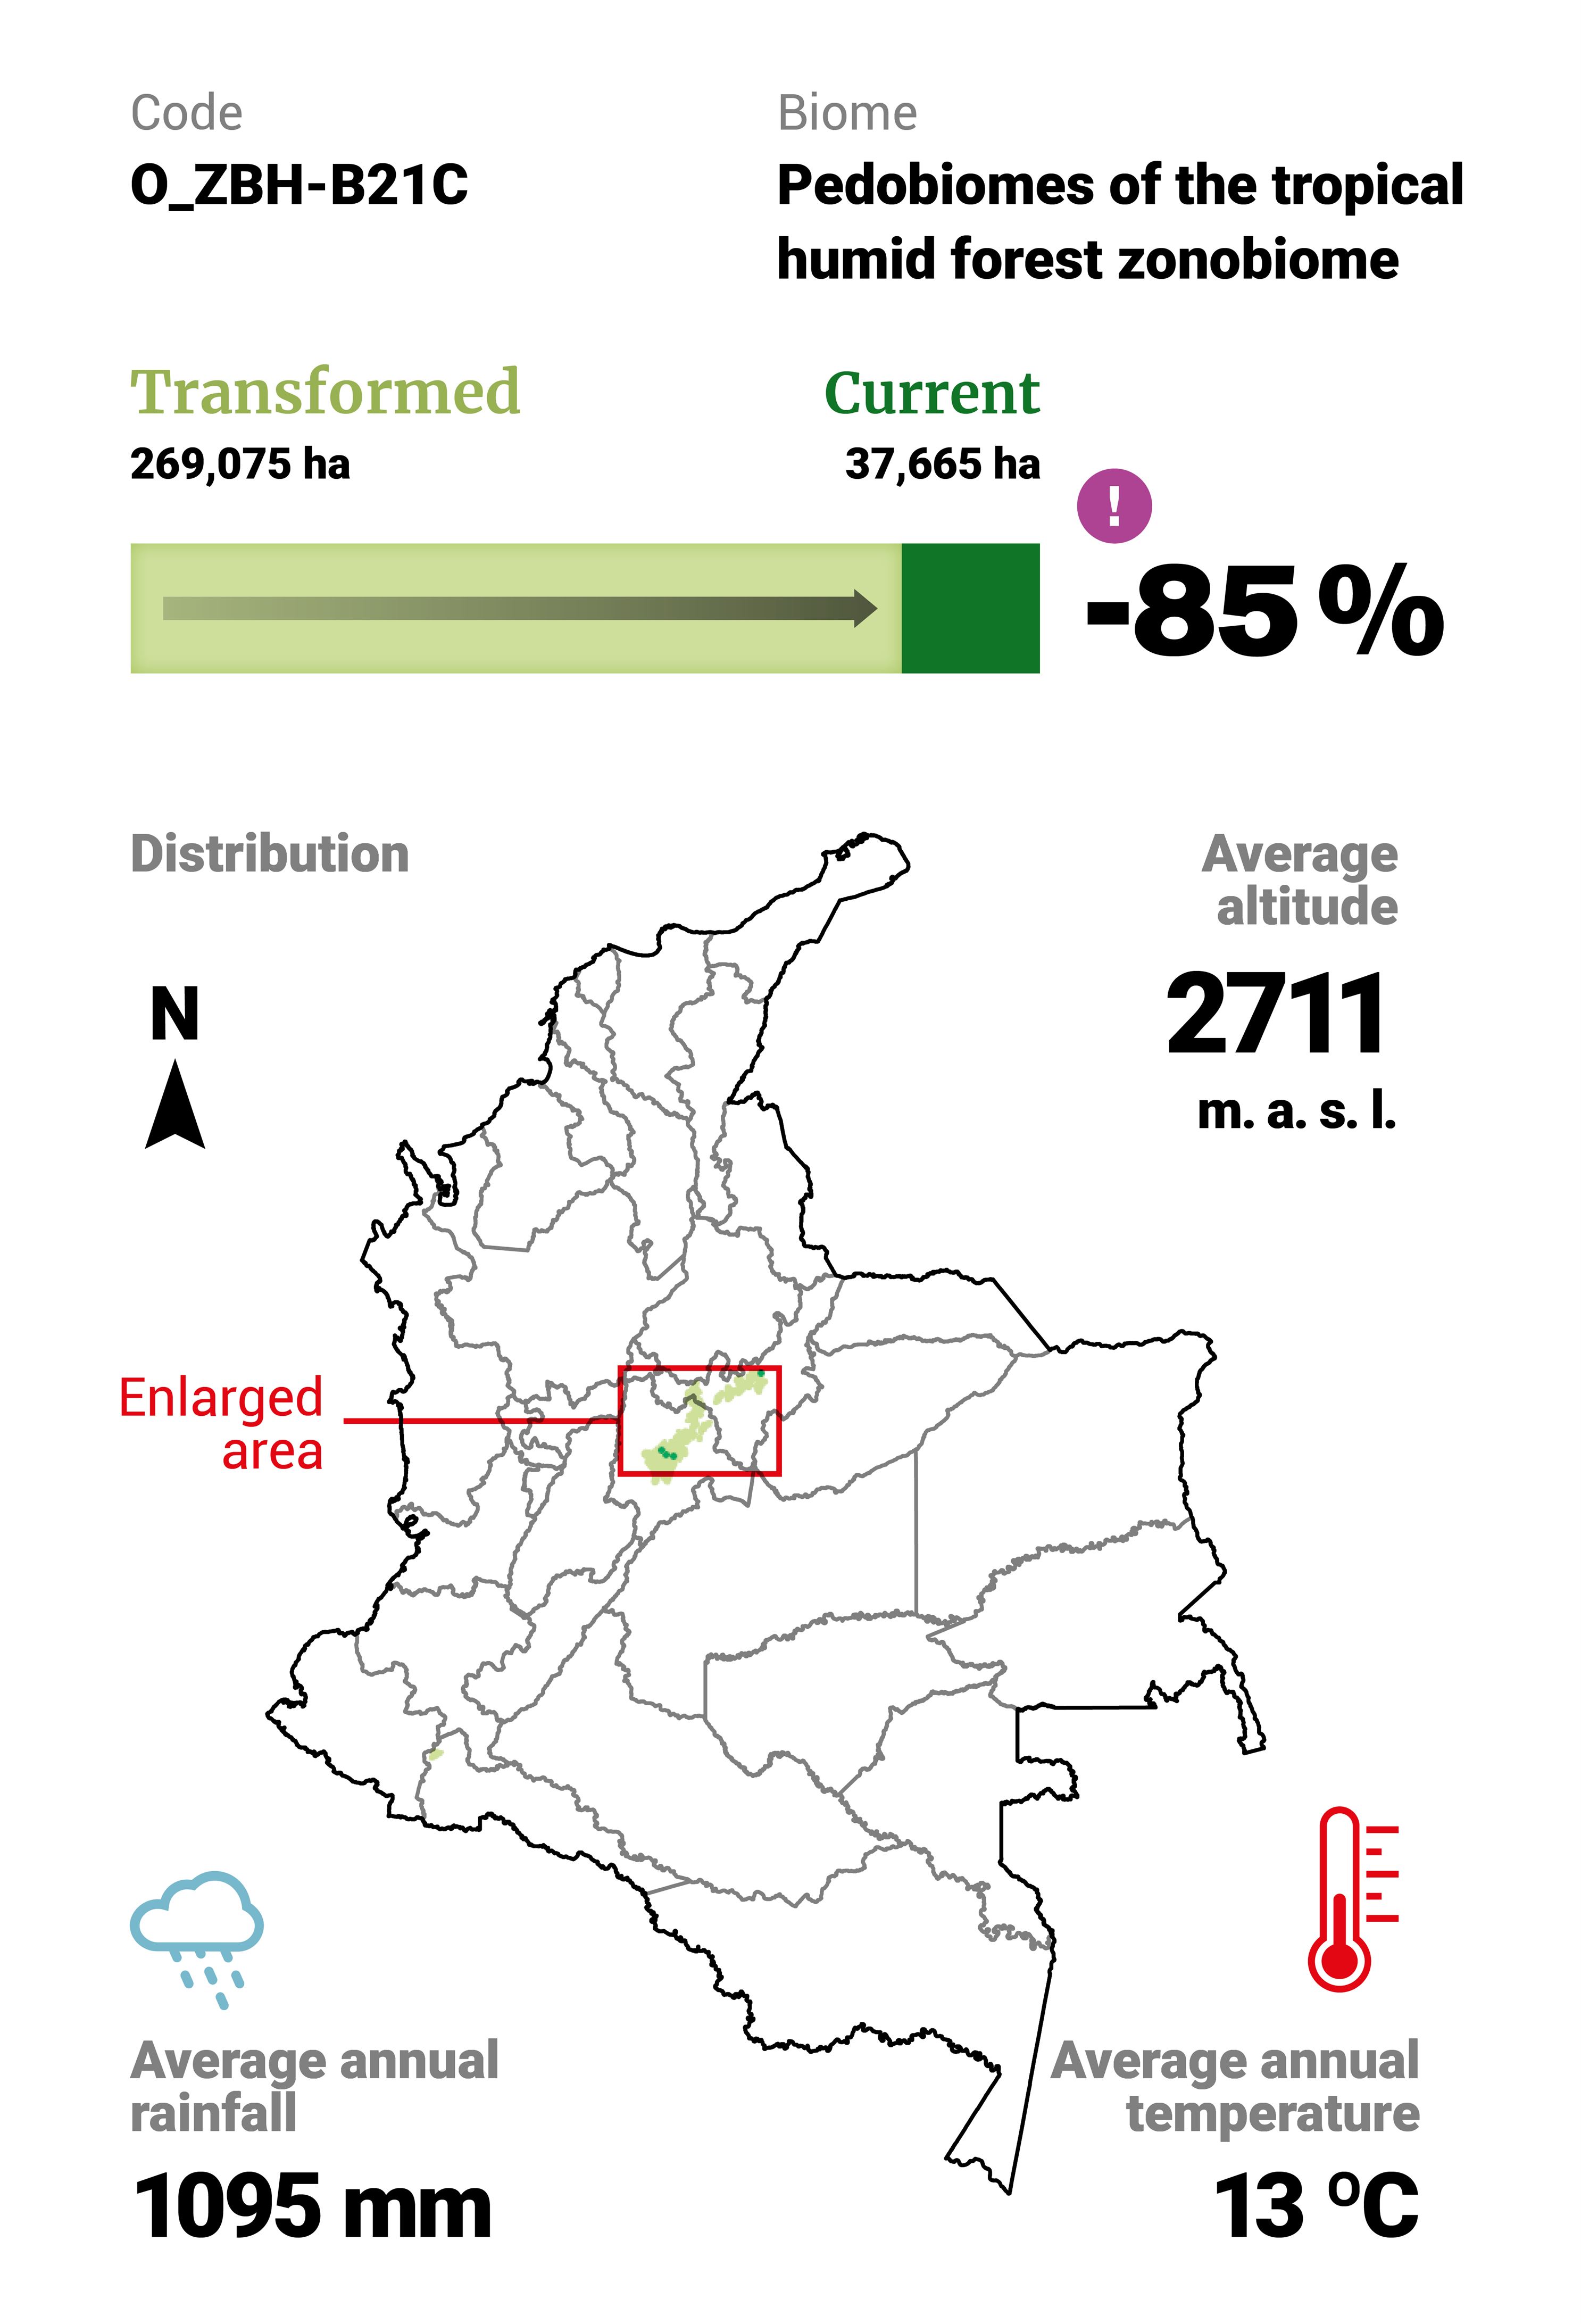 Code
O_ZBH-B21C
Biome
Pedobiomes of the tropical
humid forest zonobiome
Transformed
269,075 ha
Current
37,665 ha
!
-85 %
Distribution
Average
altitude
2711
m. a. s. l.
N
Enlarged
area
Average annual
rainfall
1095 mm
Average annual
temperature
13 ºC